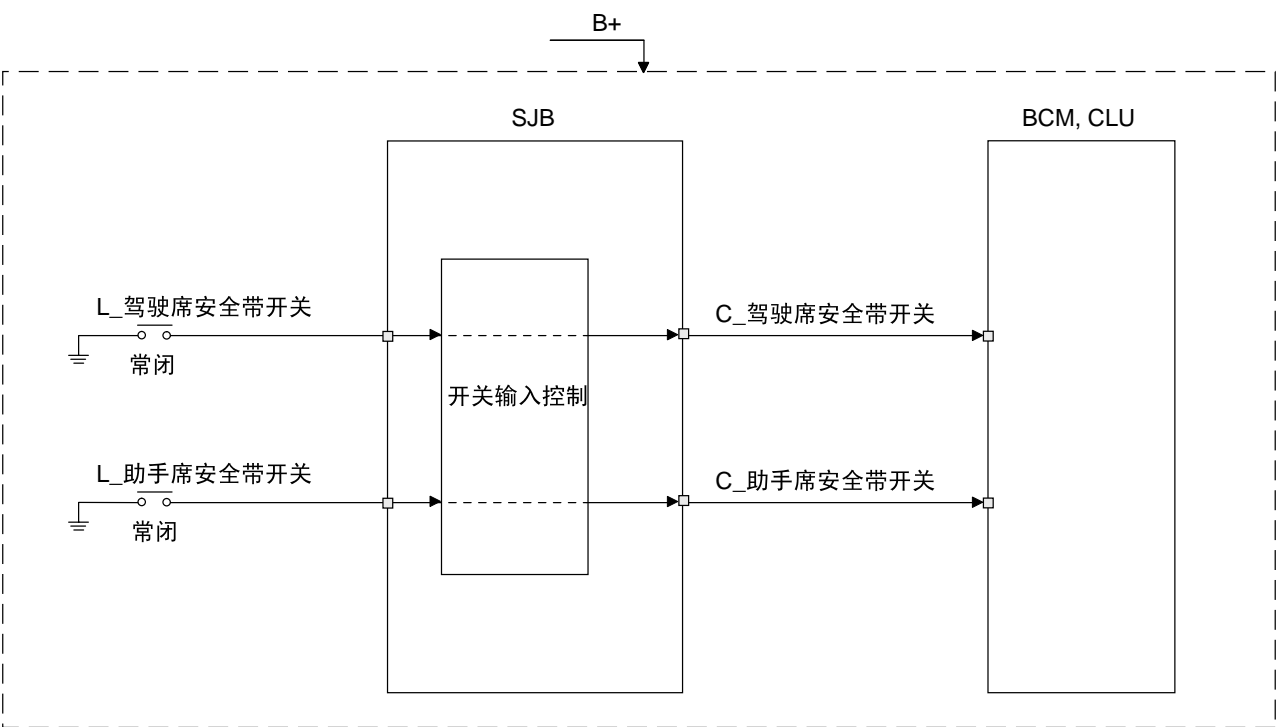 B+
SJB
BCM, CLU
L_驾驶席安全带开关
C_驾驶席安全带开关
常闭
开关输入控制
L_助手席安全带开关
C_助手席安全带开关
常闭